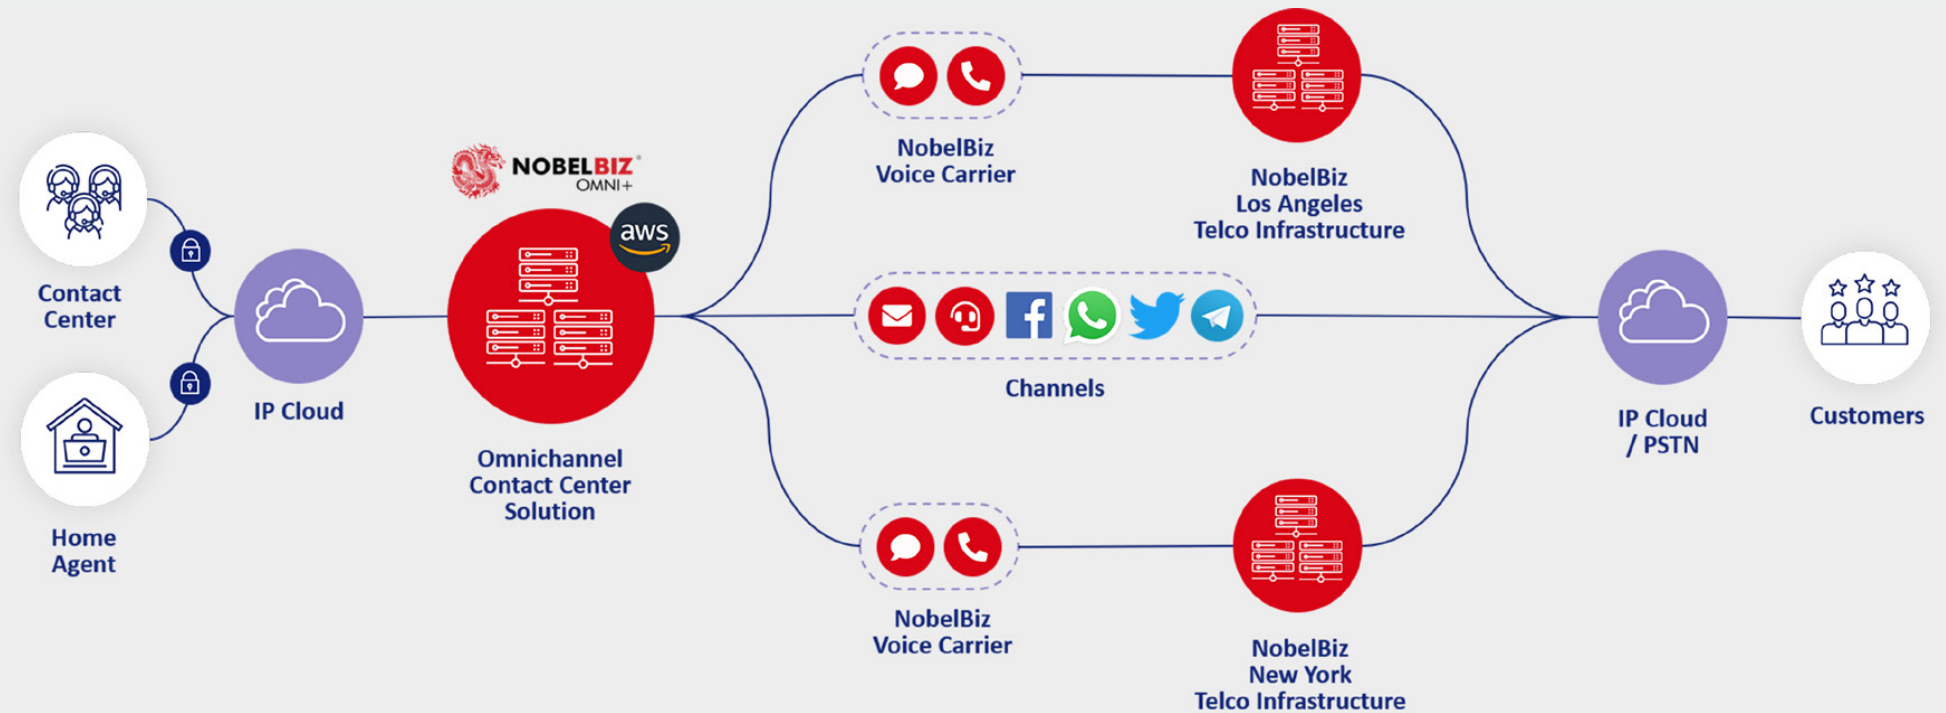 Contact
Center
Home
Agent
IP Cloud
NOBELBIZ®
OMNI+
aws
Omnichannel
Contact Center
Solution
NobelBiz
Voice Carrier
NobelBiz
Los Angeles
Telco Infrastructure
Channels
NobelBiz
Voice Carrier
NobelBiz
New York
Telco Infrastructure
IP Cloud
/ PSTN
Customers